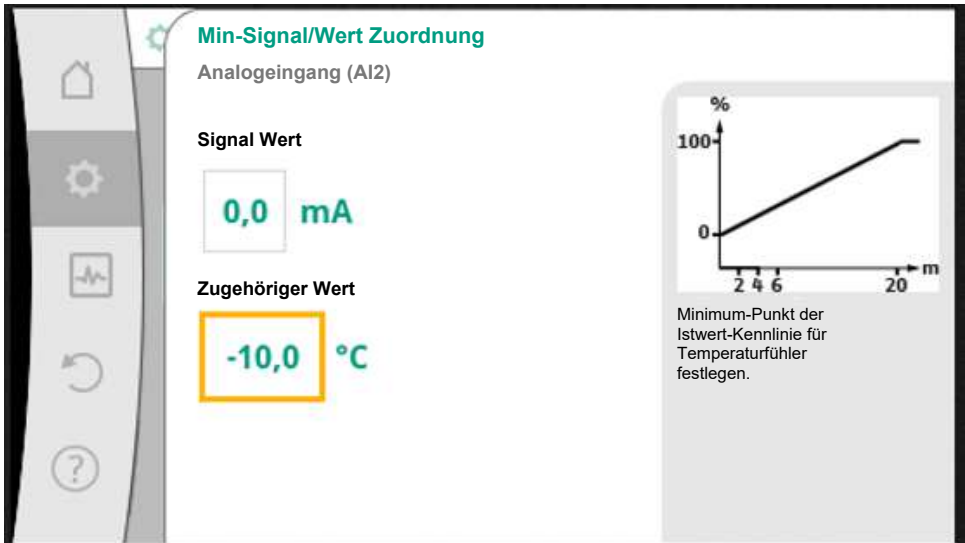 Min-Signal/Wert Zuordnung
Analogeingang (AI2)
Signal Wert
0,0 mA
Zugehöriger Wert
-10,0 °C
%
100
0
2 4 6 20
m
Minimum-Punkt der
Istwert-Kennlinie für
Temperaturfühler
festlegen.
?